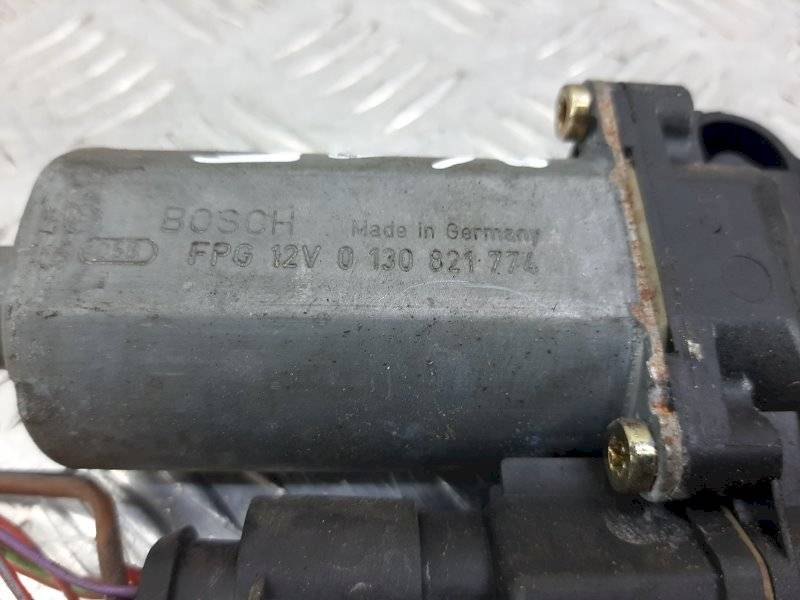 BOSCH Made in Germany
FPG 12V 0 130 821 774